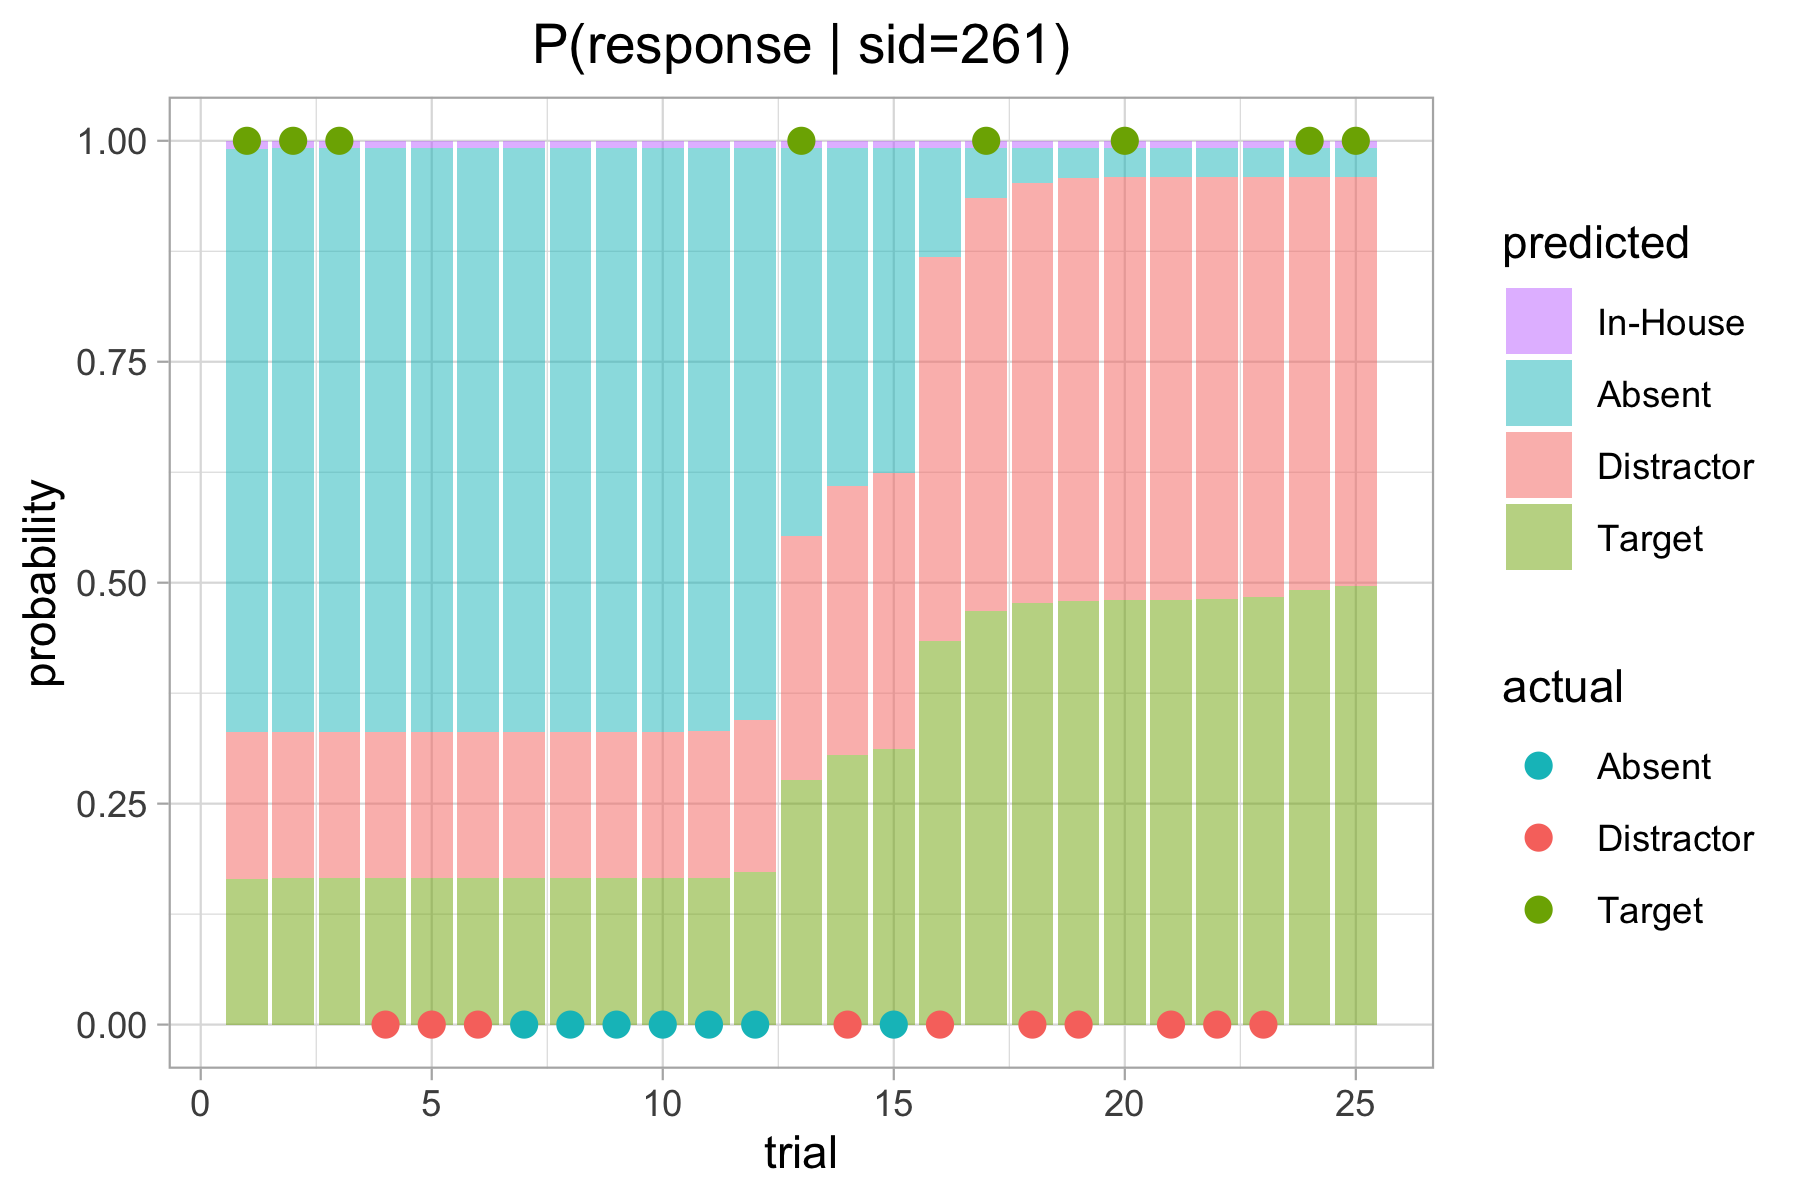 P(response | sid=261)
1.00
0.75
0.50
0.25
0.00
probability
0 5 10 15 20 25
trial
predicted
In-House
Absent
Distractor
Target
actual
Absent
Distractor
Target